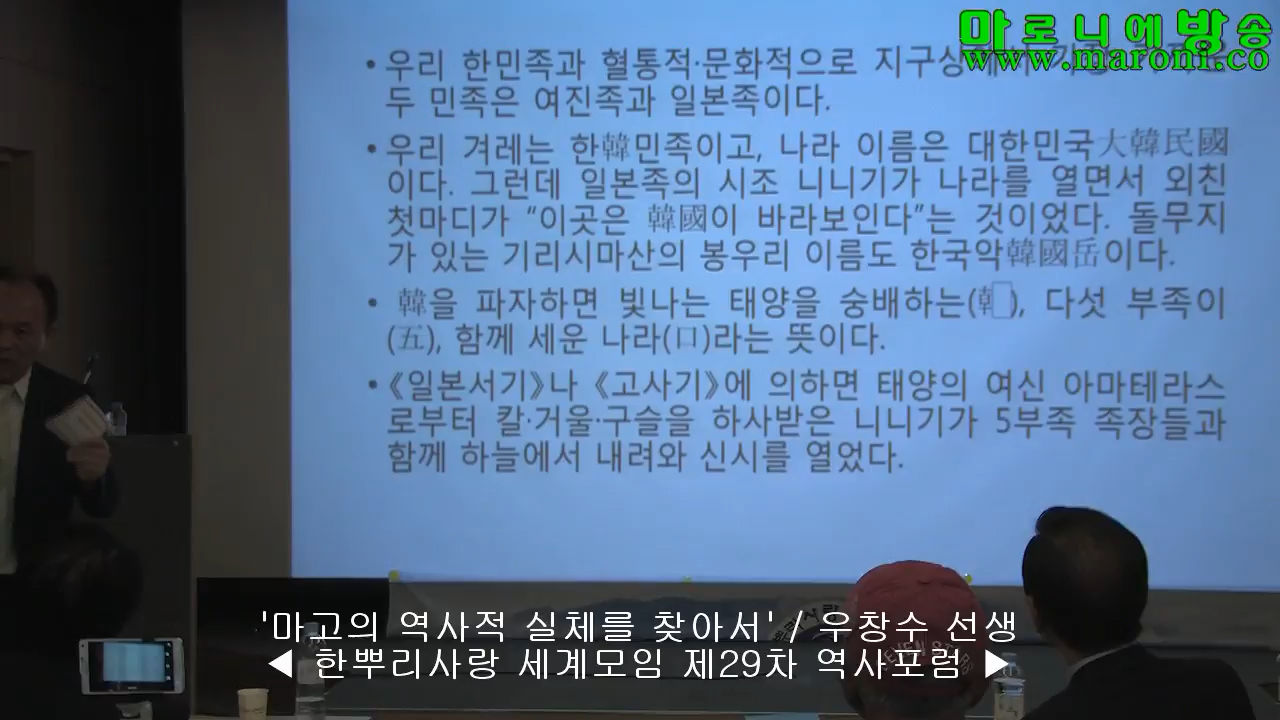 마로니에방송
www.maroni.co
• 우리 한민족과 혈통적·문화적으로 지구상에서
두 민족은 여진족과 일본족이다.
• 우리 겨레는 한韓민족이고, 나라 이름은 대한민국大韓民國
이다. 그런데 일본족의 시조 니니기가 나라를 열면서 외친
첫마디가 “이곳은 韓國이 바라보인다”는 것이었다. 돌무지
가 있는 기리시마산의 봉우리 이름도 한국악韓國岳이다.
• 韓을 파자하면 빛나는 태양을 숭배하는(), 다섯 부족이
(五), 함께 세운 나라(口)라는 뜻이다.
• 《일본서기》나 《고사기》에 의하면 태양의 여신 아마테라스
로부터 칼·거울·구슬을 하사받은 니니기가 5부족 족장들과
함께 하늘에서 내려와 신시를 열었다.
'마고의 역사적 실체를 찾아서' / 우창수 선생
◀ 한뿌리사랑 세계모임 제29차 역사포럼 ▶